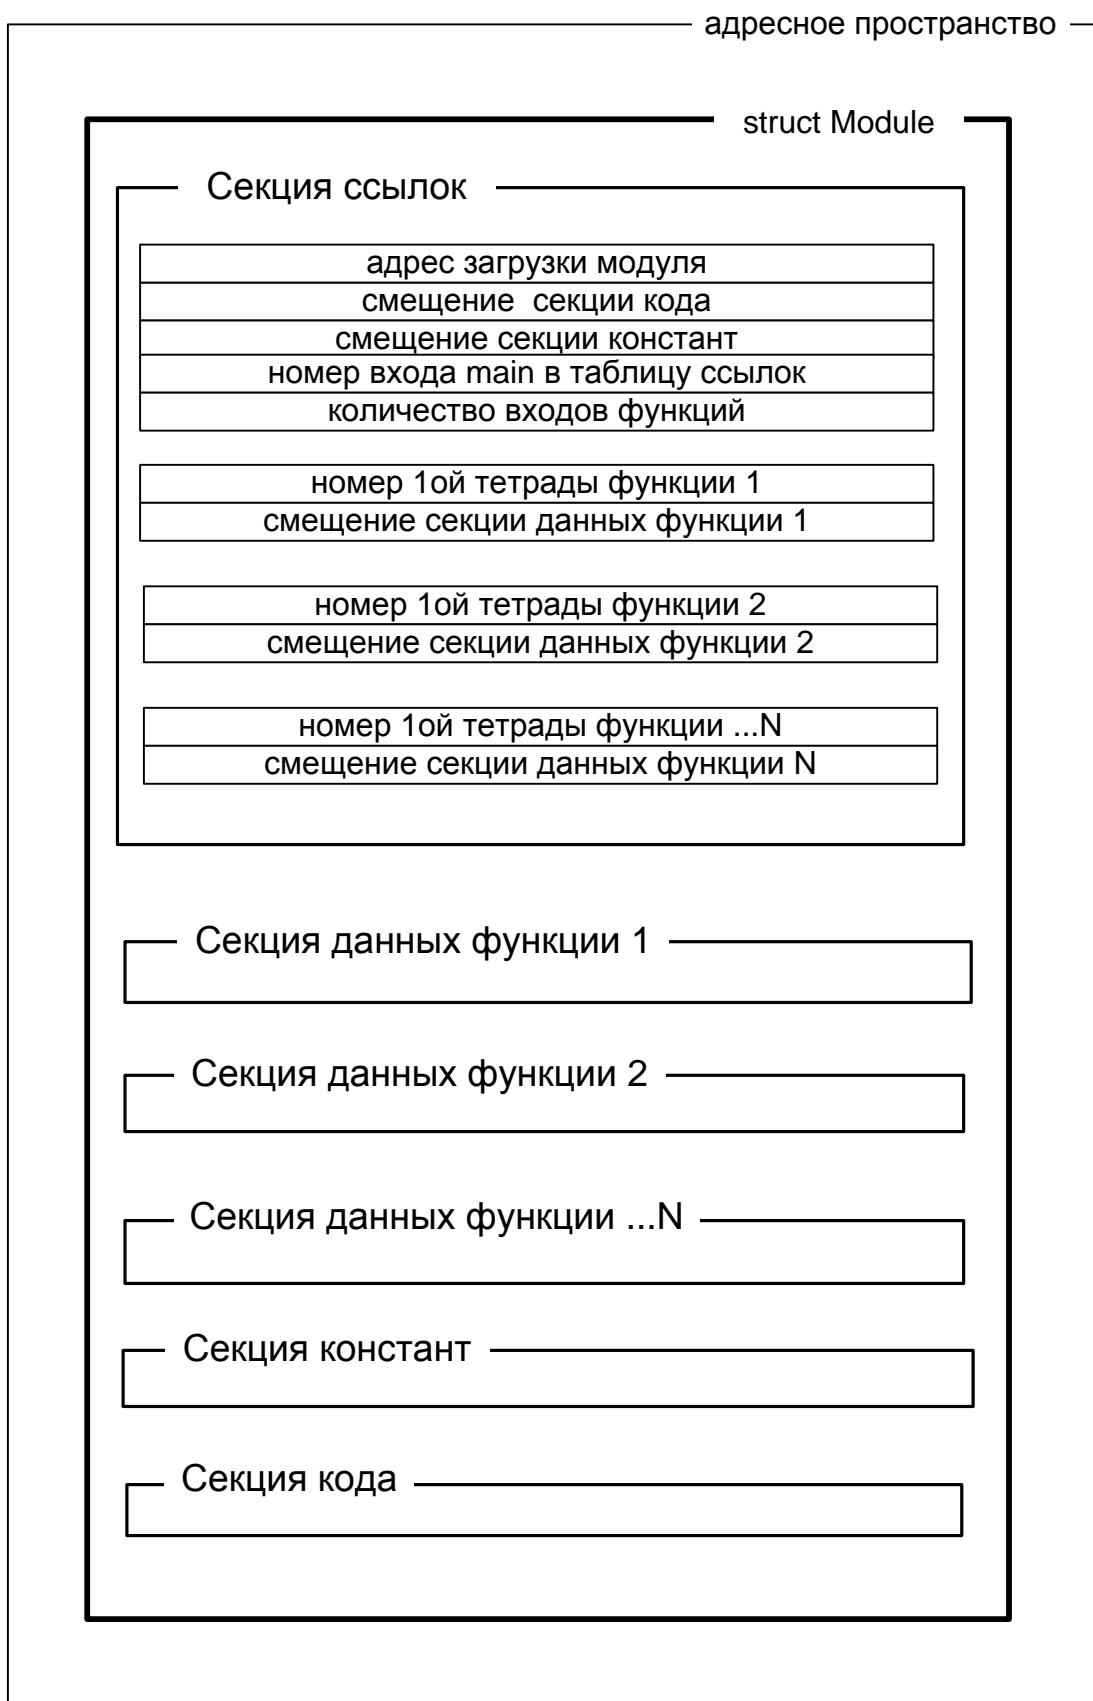 адресное пространство
struct Module
Секция ссылок
адрес загрузки модуля
смещение секции кода
смещение секции констант
номер входа main в таблицу ссылок
количество входов функций
номер 1ой тетрады функции 1
смещение секции данных функции 1
номер 1ой тетрады функции 2
смещение секции данных функции 2
номер 1ой тетрады функции ...N
смещение секции данных функции N
Секция данных функции 1
Секция данных функции 2
Секция данных функции ...N
Секция констант
Секция кода